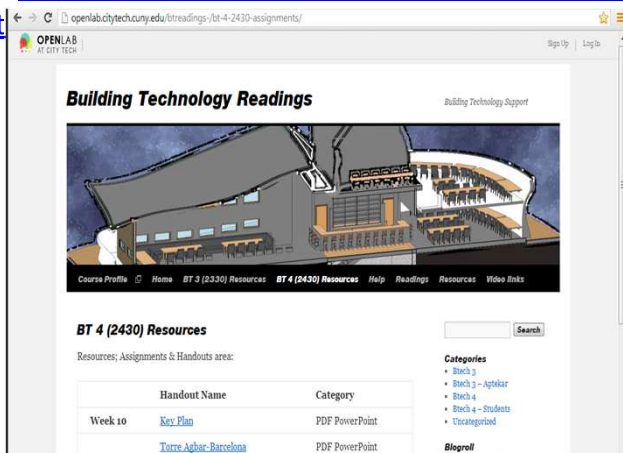 t
openlab.citytech.cuny.edu/btreadings-/bt-4-2430-assignments/
OPENLAB
AT CITY TECH
Sign Up | Log In
Building Technology Readings
Building Technology Support
Course Profile Home BT 3 (2330) Resources BT 4 (2430) Resources Help Readings Resources Video links
BT 4 (2430) Resources
Search
Resources; Assignments & Handouts area:
Handout Name Category
Week 10 Key Plan PDF PowerPoint
Torre Agbar-Barcelona PDF PowerPoint
Categories
Btech 3
Btech 3 – Aptekar
Btech 4
Btech 4 – Students
Uncategorized
Blogroll